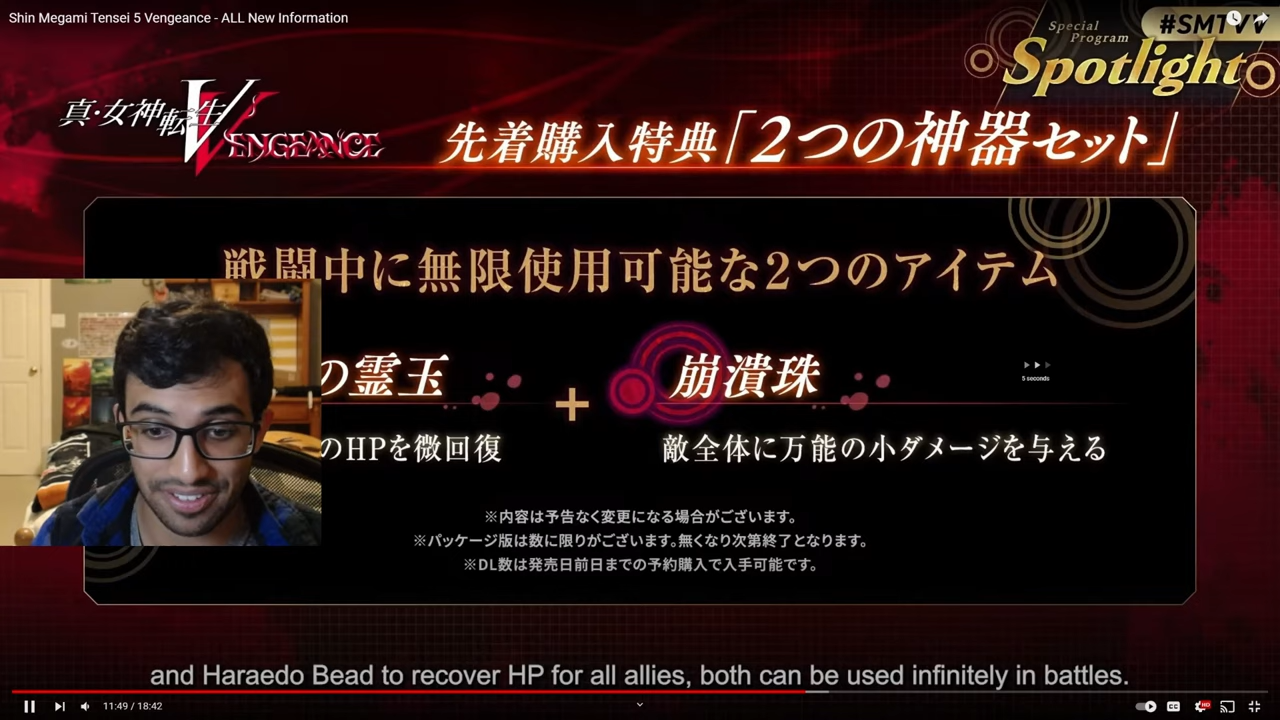 Shin Megami Tensei 5 Vengeance - ALL New Information
#SMTVV
Special
Program
Spotlight
真・女神転生V
VENGEANCE
先着購入特典「2つの神器セット」
戦闘中に無限使用可能な2つのアイテム
の霊玉
+
崩潰珠
5 seconds
のHPを微回復
敵全体に万能の小ダメージを与える
※内容は予告なく変更になる場合がございます。
※パッケージ版は数に限りがございます。無くなり次第終了となります。
※DL数は発売日前日までの予約購入で入手可能です。
and Haraedo Bead to recover HP for all allies, both can be used infinitely in battles.
11:49 / 18:42
CC
HD